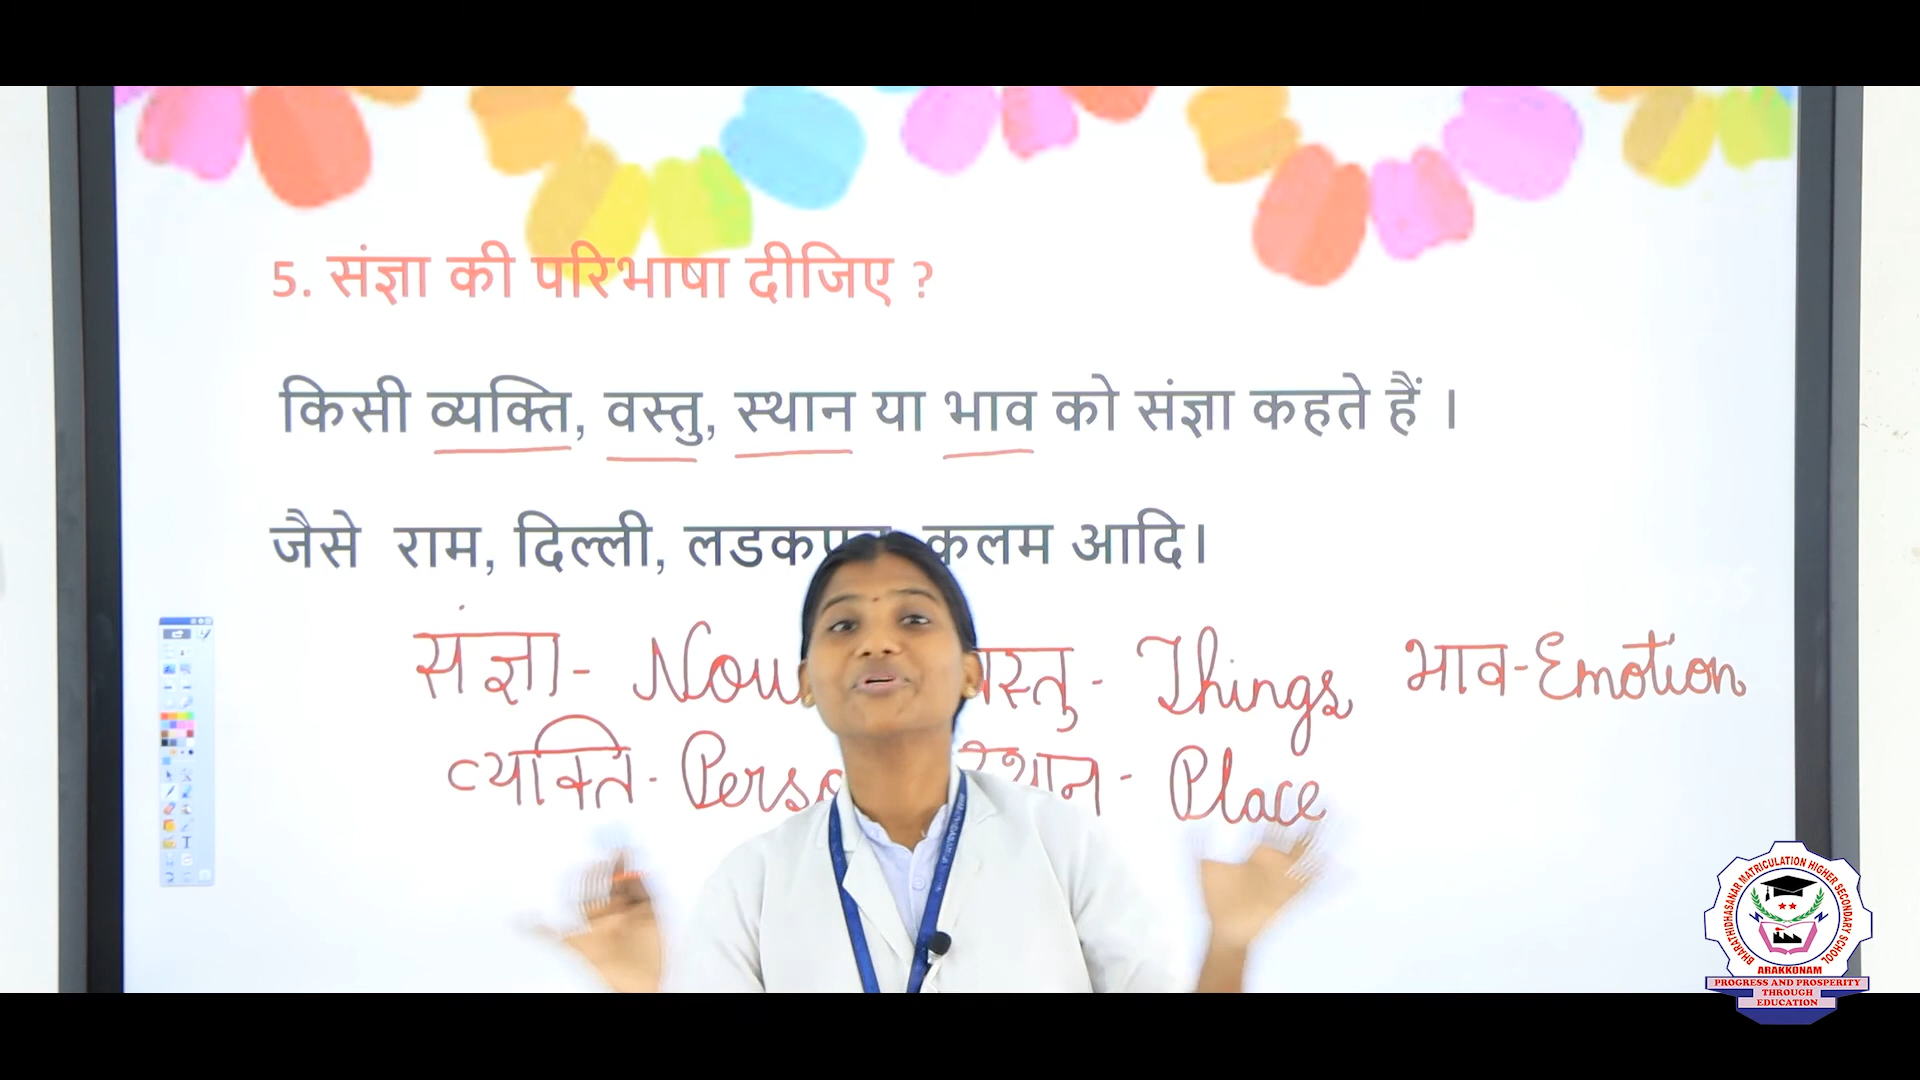 5. संज्ञा की परिभाषा दीजिए ?
किसी व्यक्ति, वस्तु, स्थान या भाव को संज्ञा कहते हैं ।
जैसे राम, दिल्ली, कलम आदि।
संज्ञा - वस्तु - Things भाव - Emotion
व्यक्ति - स्थान - Place
BHARATHIDHASANAR MATRICULATION HIGHER SECONDARY SCHOOL
ARAKKONAM
PROGRESS AND PROSPERITY
THROUGH
EDUCATION